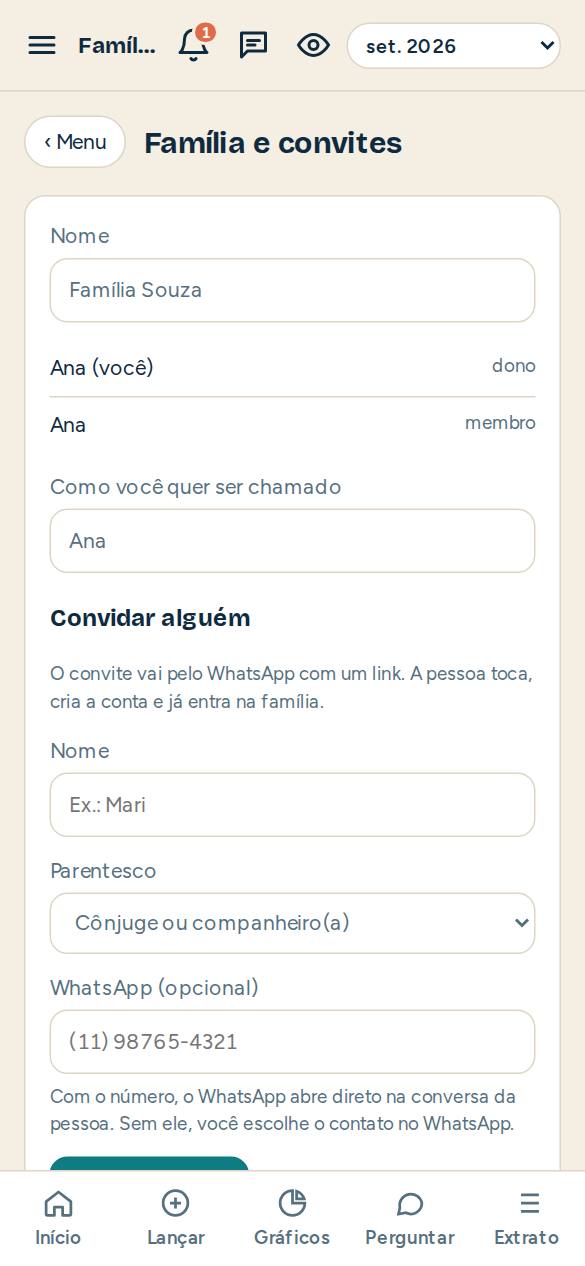 Famíl...
1
set. 2026
‹ Menu
Família e convites
Nome
Família Souza
Ana (você)
dono
Ana
membro
Como você quer ser chamado
Ana
Convidar alguém
O convite vai pelo WhatsApp com um link. A pessoa toca,
cria a conta e já entra na família.
Nome
Ex.: Mari
Parentesco
Cônjuge ou companheiro(a)
WhatsApp (opcional)
(11) 98765-4321
Com o número, o WhatsApp abre direto na conversa da
pessoa. Sem ele, você escolhe o contato no WhatsApp.
Início
Lançar
Gráficos
Perguntar
Extrato